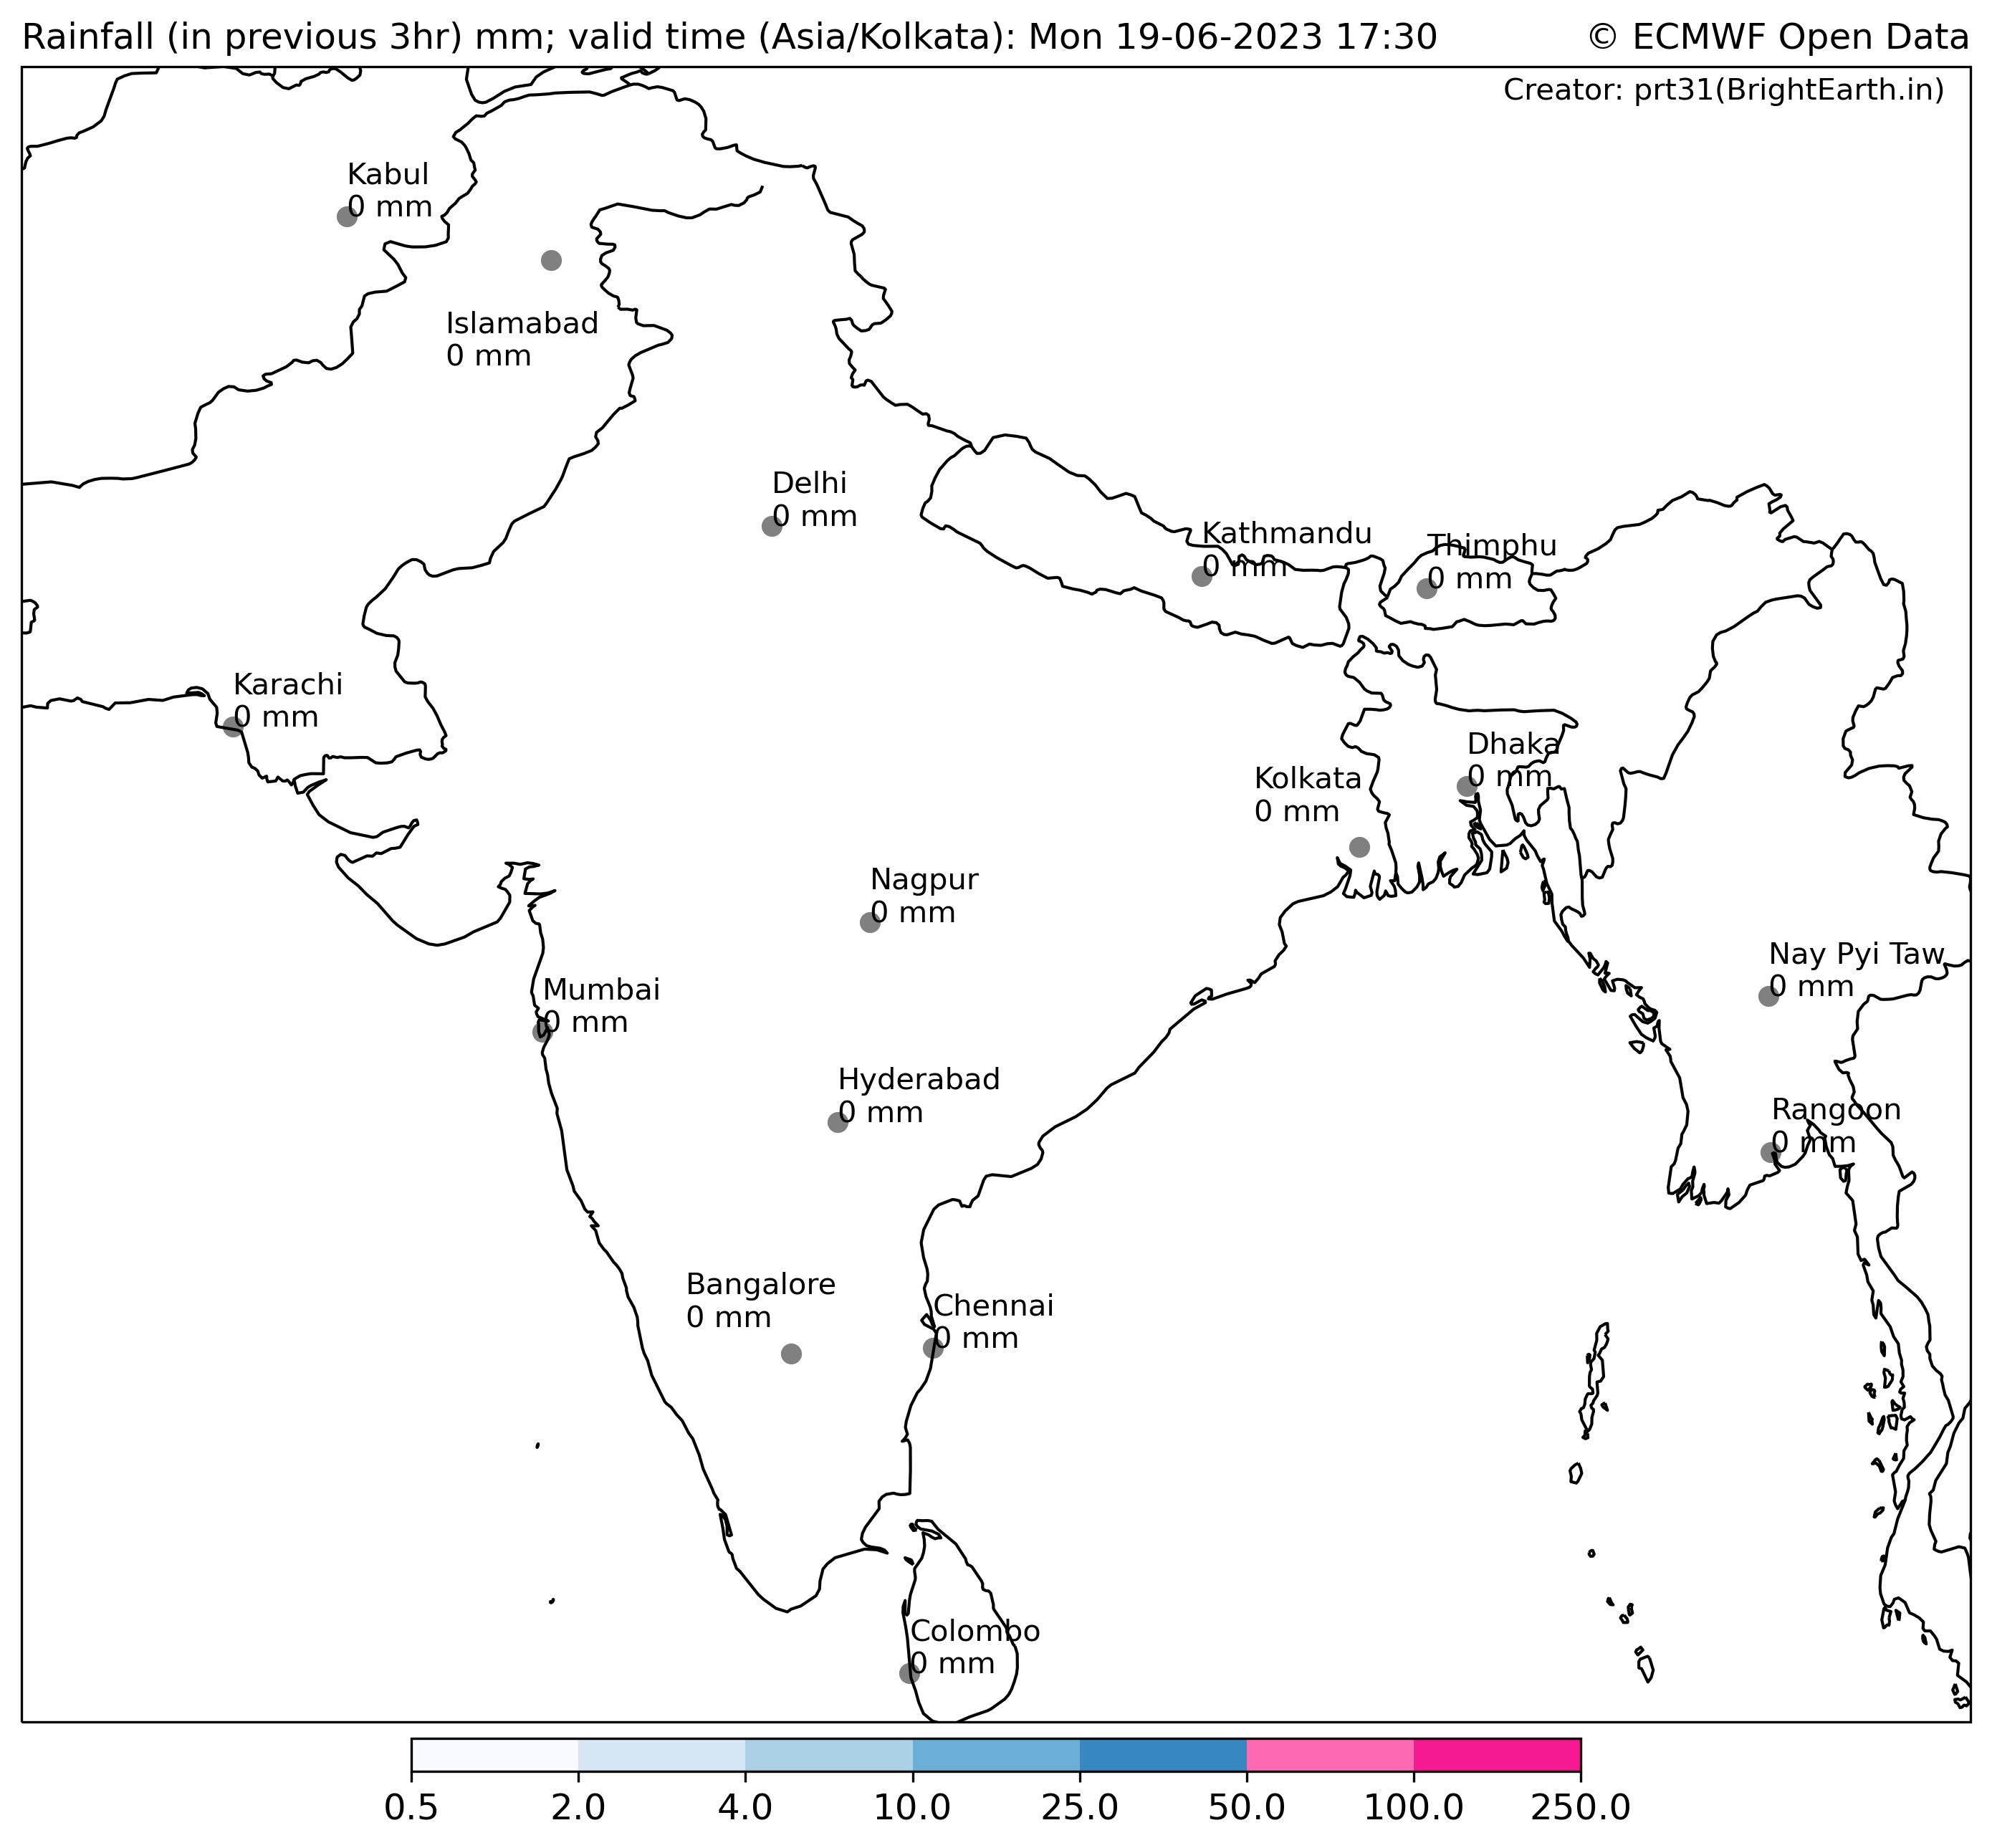 Rainfall (in previous 3hr) mm; valid time (Asia/Kolkata): Mon 19-06-2023 17:30
© ECMWF Open Data
Creator: prt31(BrightEarth.in)
Kabul
0 mm
Islamabad
0 mm
Delhi
0 mm
Kathmandu
0 mm
Thimphu
0 mm
Karachi
0 mm
Dhaka
0 mm
Kolkata
0 mm
Nagpur
0 mm
Nay Pyi Taw
0 mm
Mumbai
0 mm
Hyderabad
0 mm
Rangoon
0 mm
Bangalore
0 mm
Chennai
0 mm
Colombo
0 mm
0.5 2.0 4.0 10.0 25.0 50.0 100.0 250.0